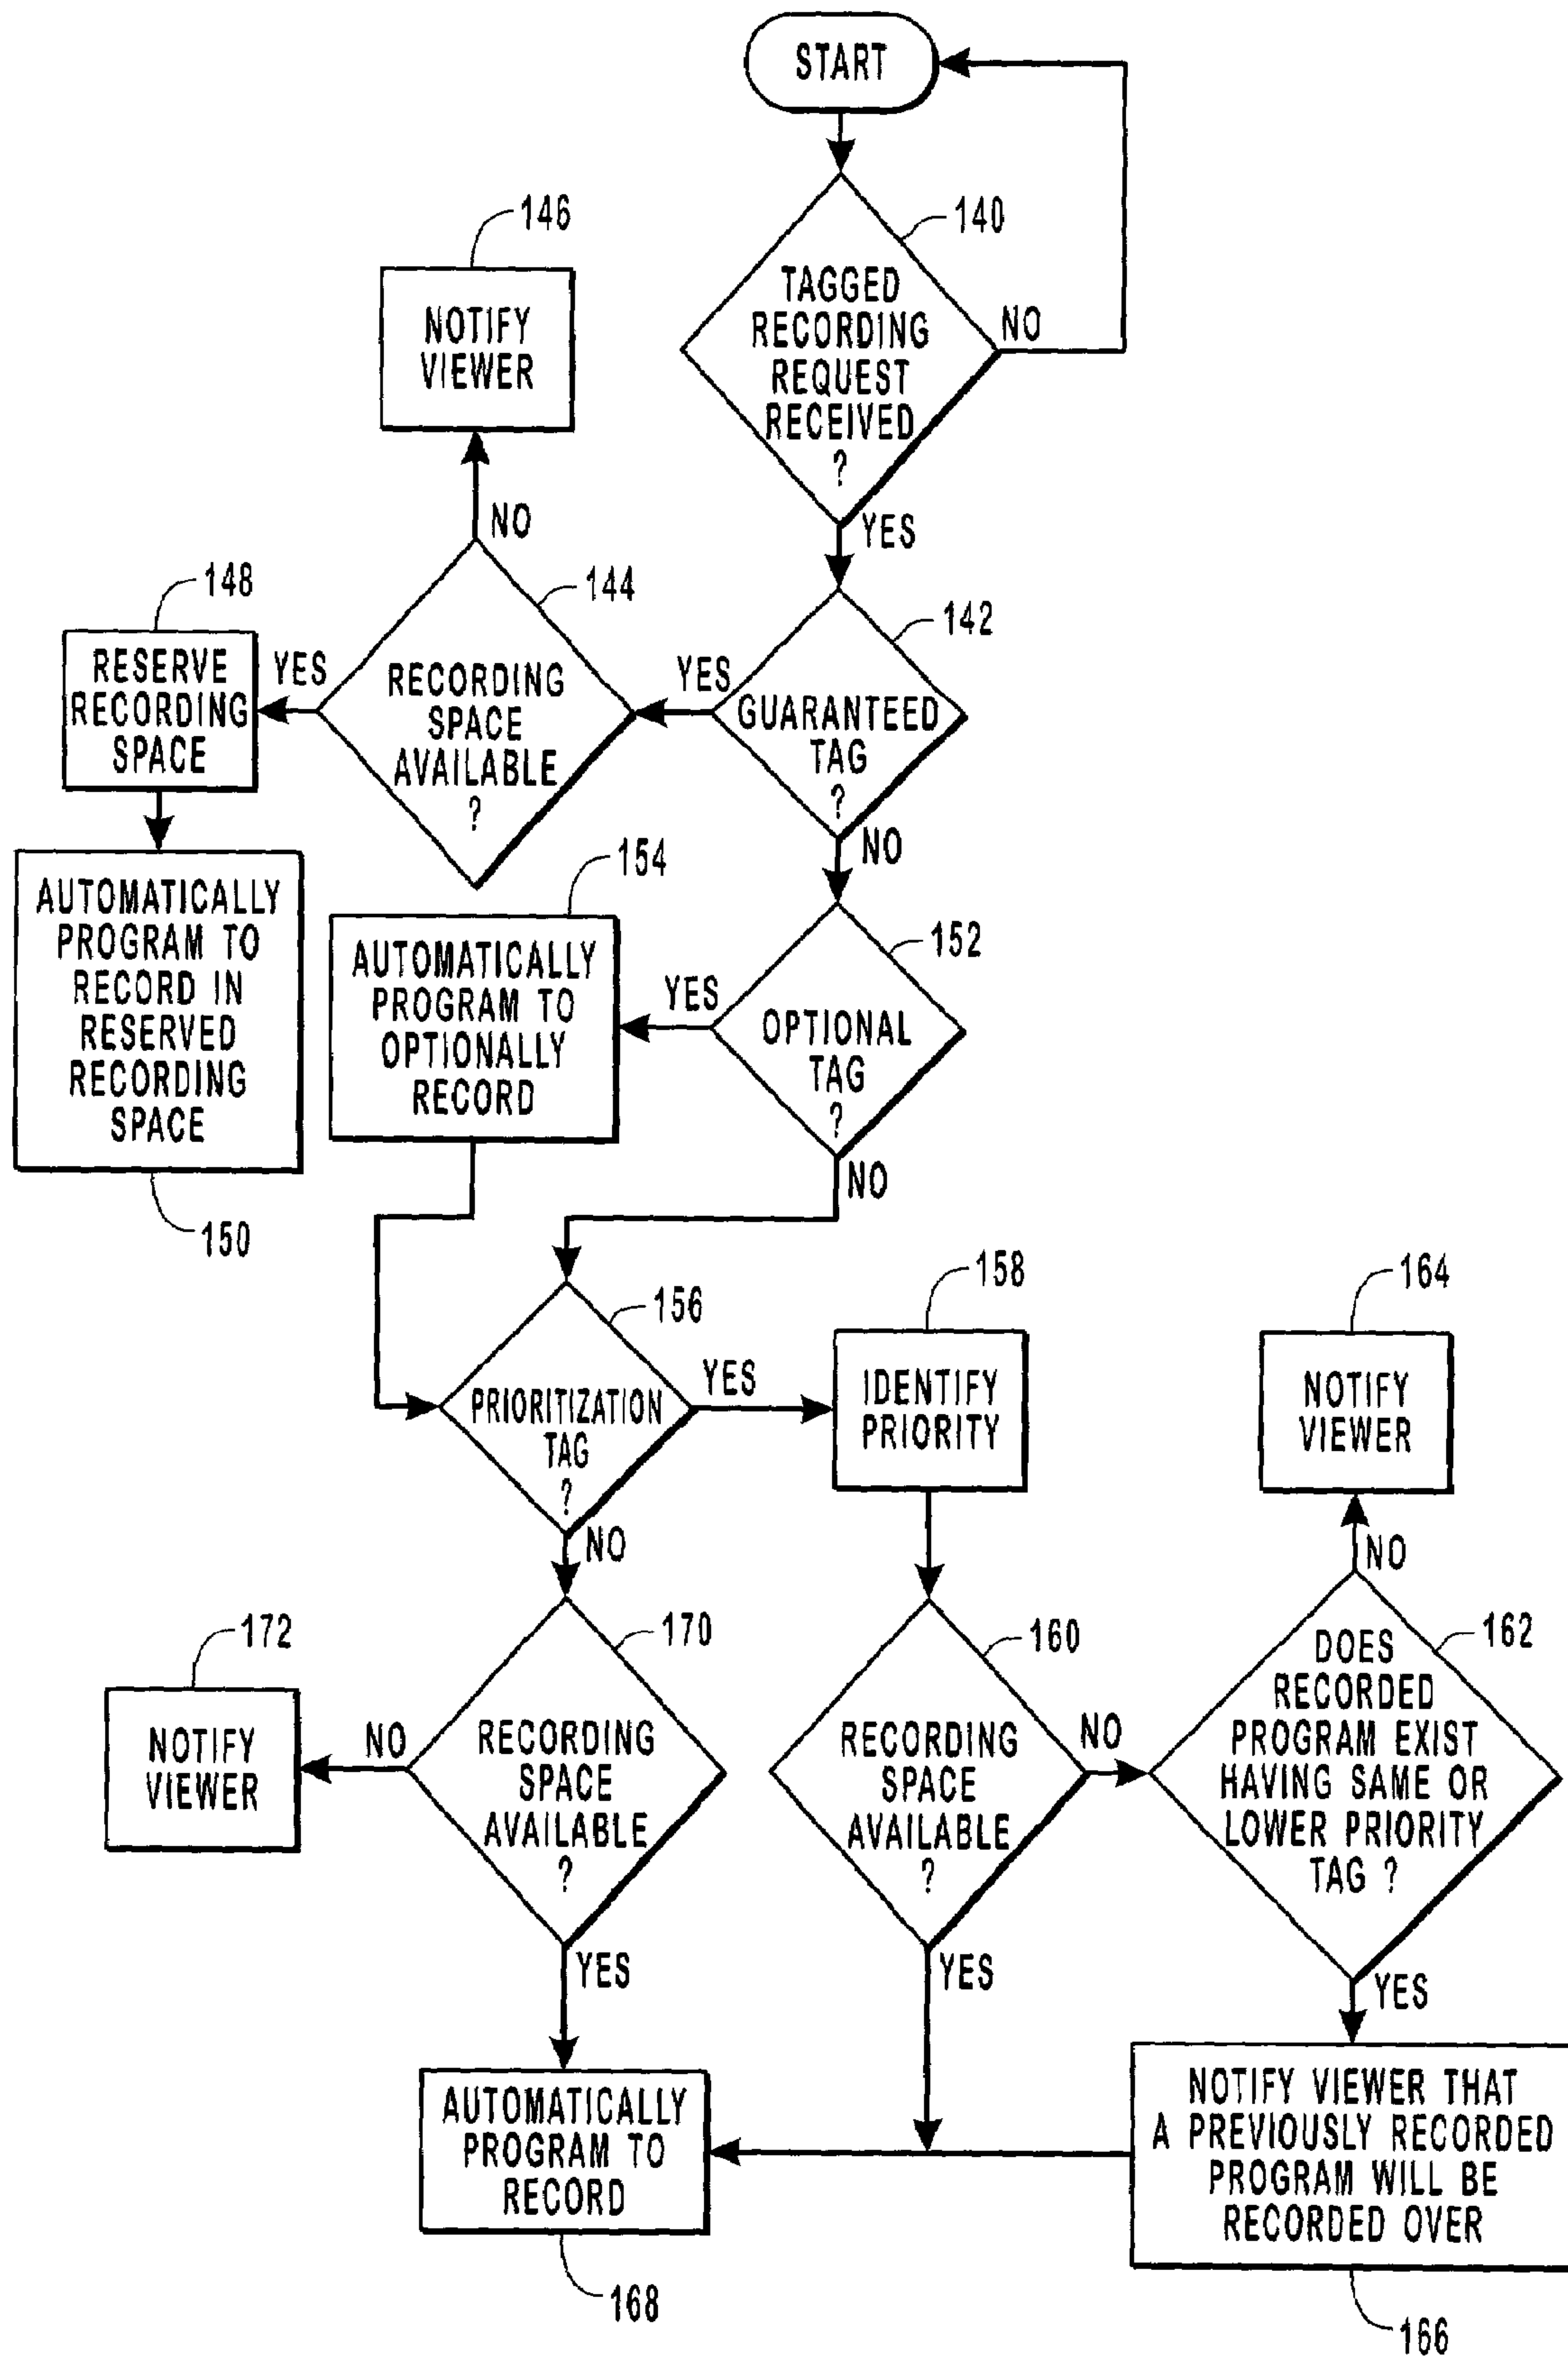 START
140
TAGGED
RECORDING
REQUEST
RECEIVED
?
NO
YES
146
NOTIFY
VIEWER
NO
144
RECORDING
SPACE
AVAILABLE
?
YES
148
RESERVE
RECORDING
SPACE
YES
142
GUARANTEED
TAG
?
NO
AUTOMATICALLY
PROGRAM TO
RECORD IN
RESERVED
RECORDING
SPACE
150
154
AUTOMATICALLY
PROGRAM TO
OPTIONALLY
RECORD
YES
152
OPTIONAL
TAG
?
NO
156
PRIORITIZATION
TAG
?
YES
NO
158
IDENTIFY
PRIORITY
164
NOTIFY
VIEWER
NO
172
NOTIFY
VIEWER
NO
170
RECORDING
SPACE
AVAILABLE
?
YES
160
RECORDING
SPACE
AVAILABLE
?
NO
YES
162
DOES
RECORDED
PROGRAM EXIST
HAVING SAME OR
LOWER PRIORITY
TAG ?
YES
AUTOMATICALLY
PROGRAM TO
RECORD
168
NOTIFY VIEWER THAT
A PREVIOUSLY RECORDED
PROGRAM WILL BE
RECORDED OVER
166